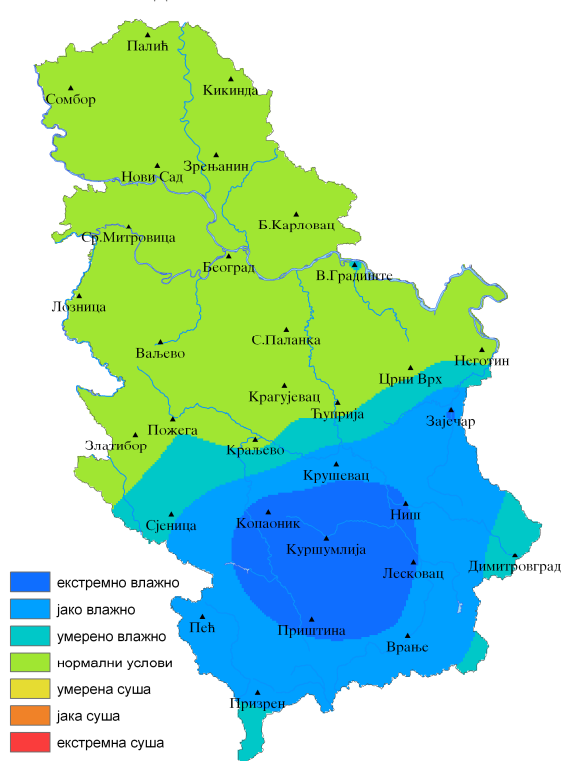 Палић
Кикинда
Сомбор
Зрењанин
Нови Сад
Б.Карловац
Ср.Митровица
Београд
В.Градиште
Лозница
С.Паланка
Ваљево
Неготин
Црни Врх
Крагујевац
Ћуприја
Зајечар
Пожега
Златибор
Краљево
Крушевац
Сјеница
Копаоник
Ниш
Куршумлија
Лесковац
Димитровград
Пећ
Приштина
Врање
Призрен
екстремно влажно
јако влажно
умерено влажно
нормални услови
умерена суша
јака суша
екстремна суша